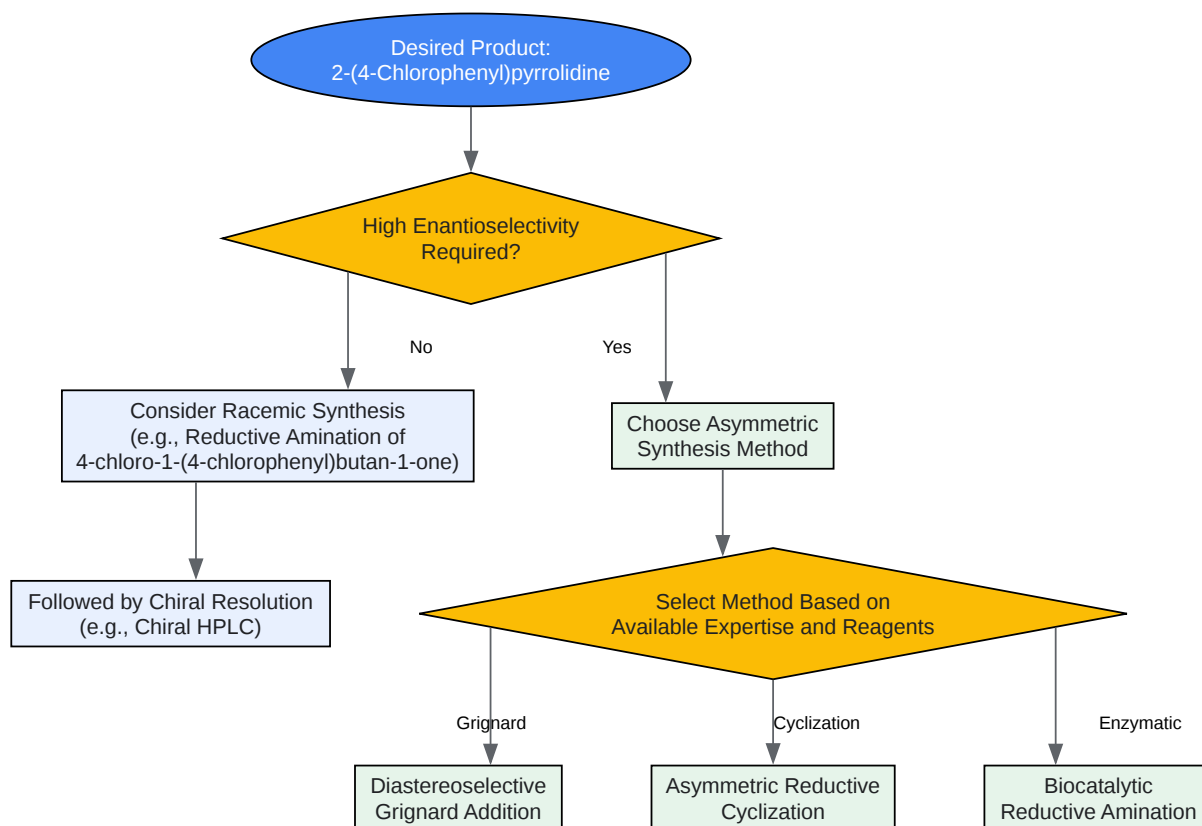 Desired Product:
2-(4-Chlorophenyl)pyrrolidine
High Enantioselectivity
Required?
No
Yes
Consider Racemic Synthesis
(e.g., Reductive Amination of
4-chloro-1-(4-chlorophenyl)butan-1-one)
Choose Asymmetric
Synthesis Method
Followed by Chiral Resolution
(e.g., Chiral HPLC)
Select Method Based on
Available Expertise and Reagents
Grignard
Cyclization
Enzymatic
Diastereoselective
Grignard Addition
Asymmetric Reductive
Cyclization
Biocatalytic
Reductive Amination